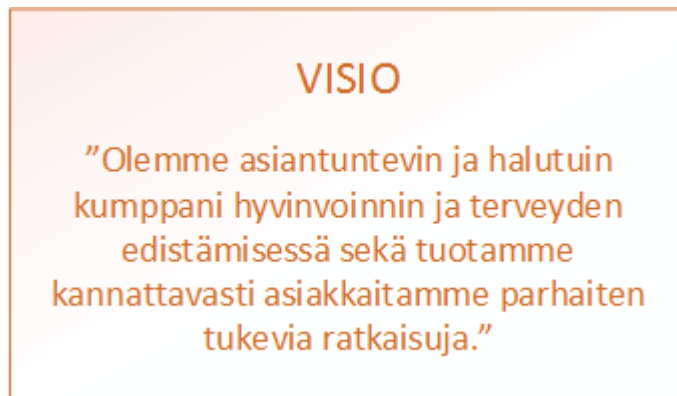 VISIO
”Olemme asiantuntevin ja halutuin
kumppani hyvinvoinnin ja terveyden
edistämisessä sekä tuotamme
kannattavasti asiakkaitamme parhaiten
tukevia ratkaisuja.”